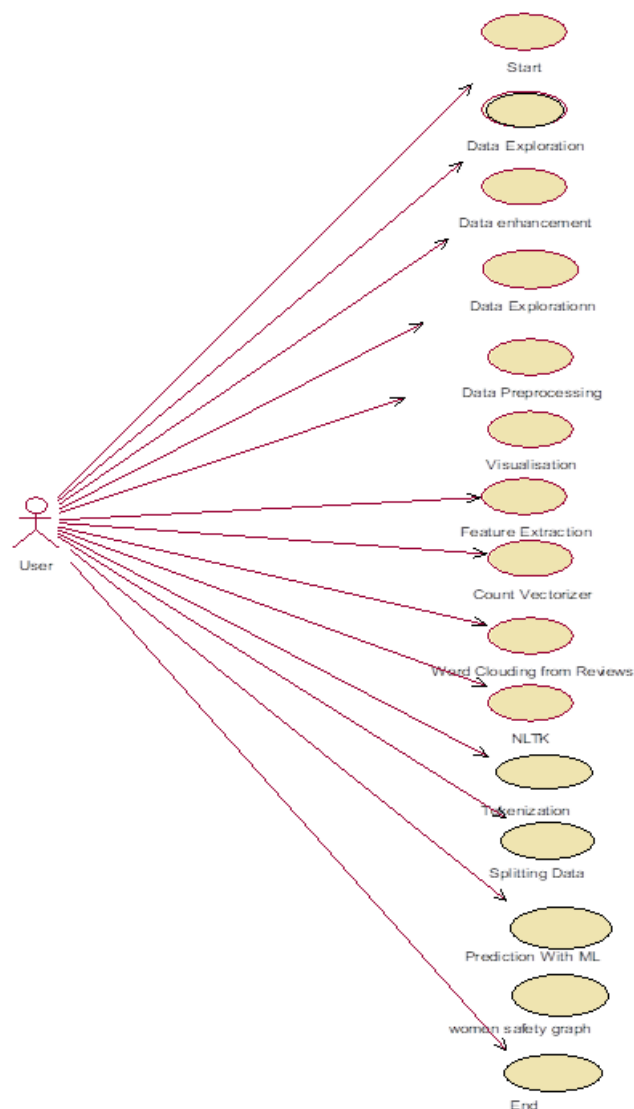 Start
Data Exploration
Data enhancement
Data Explorationn
Data Preprocessing
Visualisation
Feature Extraction
User
Count Vectorizer
Word Clouding from Reviews
NLTK
Tokenization
Splitting Data
Prediction With ML
women safety graph
End